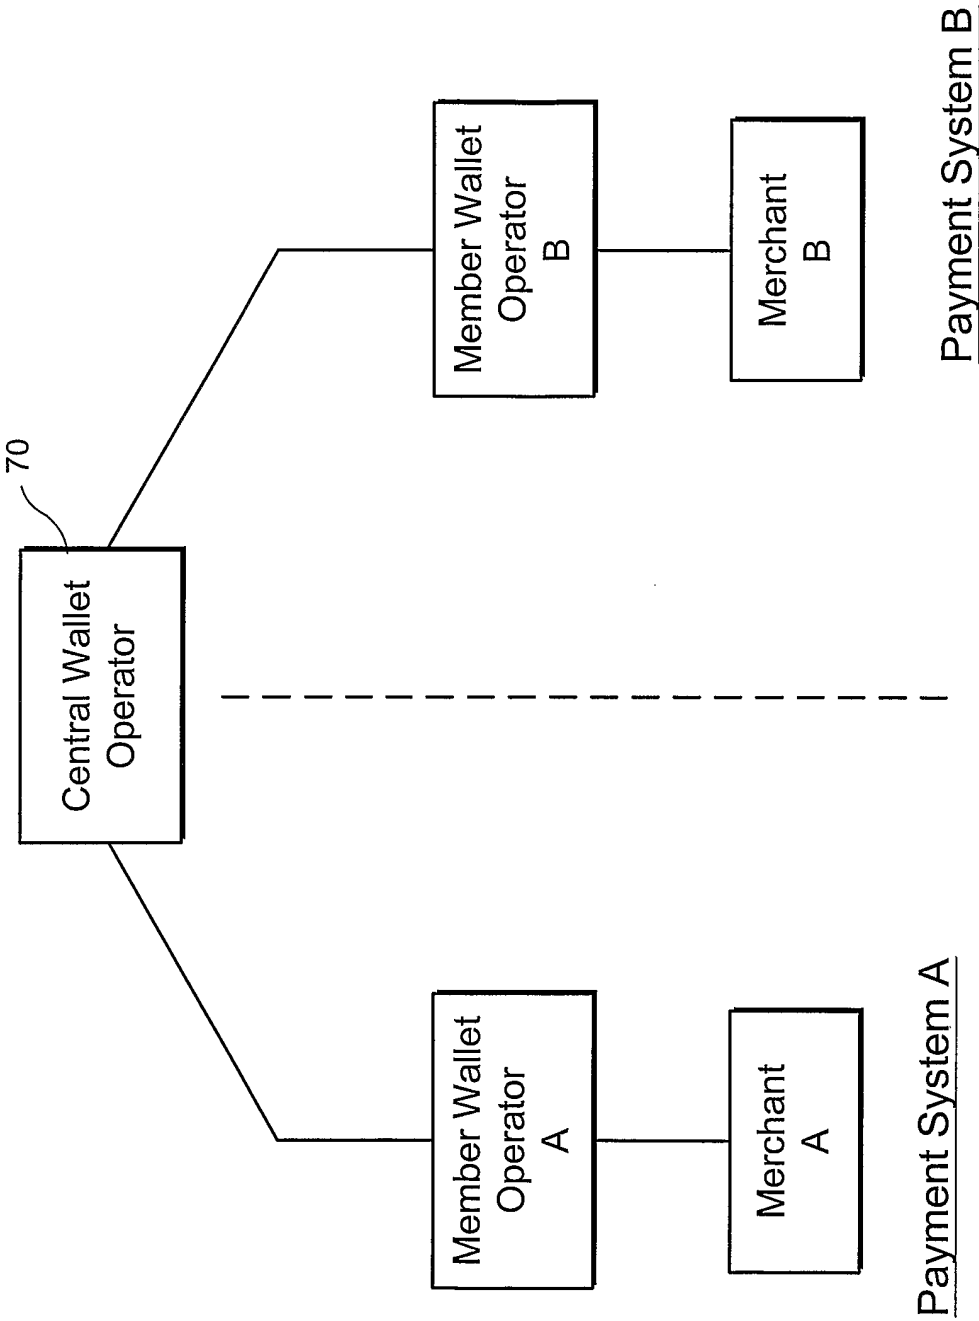 70
Central Wallet
Operator
Member Wallet
Operator
A
Member Wallet
Operator
B
Merchant
A
Merchant
B
Payment System A
Payment System B